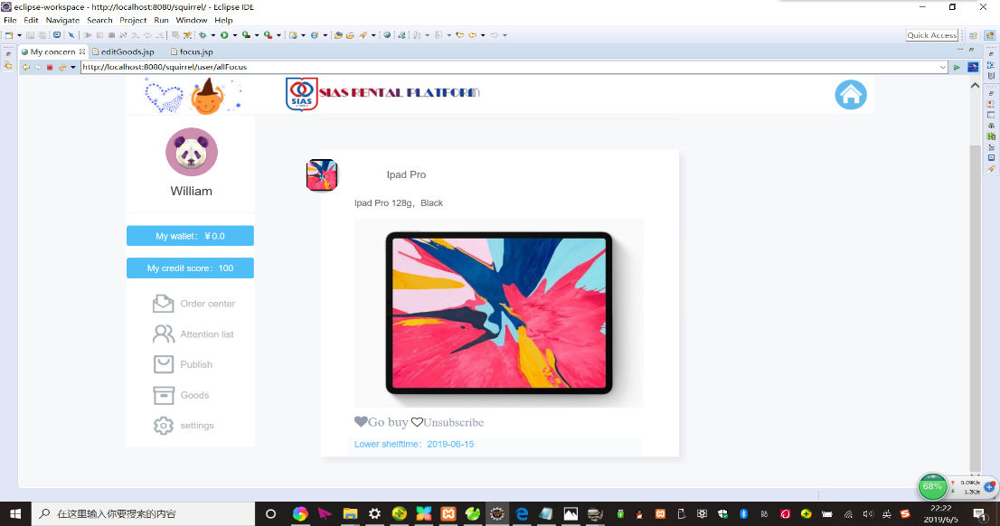 eclipse-workspace - http://localhost:8080/squirrel/ - Eclipse IDE
File Edit Navigate Search Project Run Window Help
Quick Access
My concern editGoods.jsp focus.jsp
http://localhost:8080/squirrel/user/allFocus
SIAS
SIAS RENTAL PLATFORM
William
My wallet：￥0.0
My credit score：100
Order center
Attention list
Publish
Goods
settings
Ipad Pro
Ipad Pro 128g，Black
Go buy Unsubscribe
Lower shelftime：2019-06-15
68%
0.09K/s
1.2K/s
在这里输入你要搜索的内容
英
22:22
2019/6/5
1